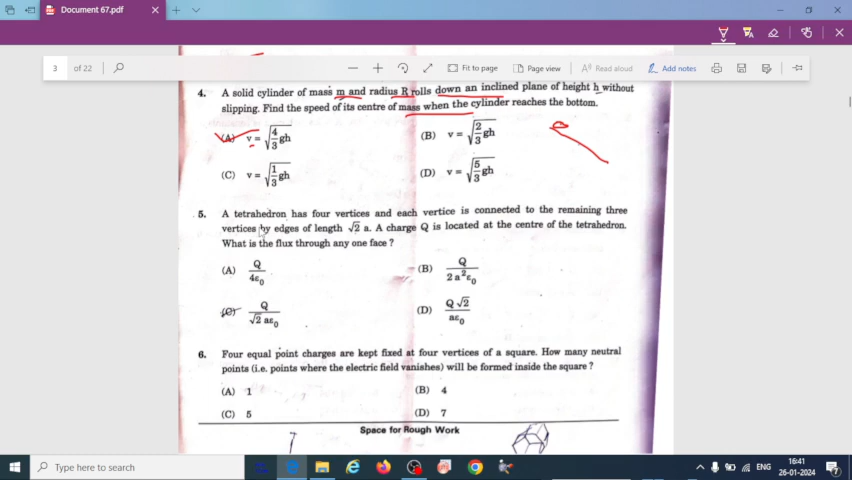 Document 67.pdf
3 of 22
Fit to page
Page view
Read aloud
Add notes
4. A solid cylinder of mass m and radius R rolls down an inclined plane of height h without
slipping. Find the speed of its centre of mass when the cylinder reaches the bottom.
(A) v = √(4/3 gh) (B) v = √(2/3 gh)
(C) v = √(1/3 gh) (D) v = √(5/3 gh)
5. A tetrahedron has four vertices and each vertex is connected to the remaining three
vertices by edges of length √2 a. A charge Q is located at the centre of the tetrahedron.
What is the flux through any one face ?
(A) Q/4ε₀ (B) Q/2a²ε₀
(C) Q/√2 aε₀ (D) Q√2/aε₀
6. Four equal point charges are kept fixed at four vertices of a square. How many neutral
points (i.e. points where the electric field vanishes) will be formed inside the square ?
(A) 1 (B) 4
(C) 5 (D) 7
Space for Rough Work
Type here to search
ENG
16:41
26-01-2024